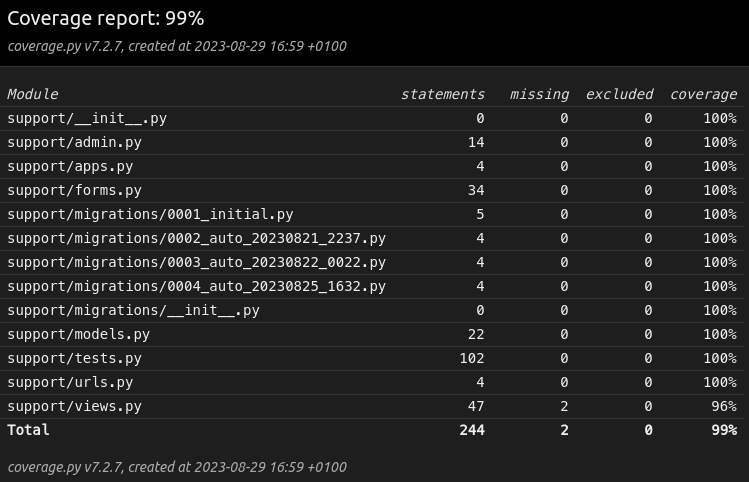 Coverage report: 99%
coverage.py v7.2.7, created at 2023-08-29 16:59 +0100
Module statements missing excluded coverage
support/__init__.py 0 0 0 100%
support/admin.py 14 0 0 100%
support/apps.py 4 0 0 100%
support/forms.py 34 0 0 100%
support/migrations/0001_initial.py 5 0 0 100%
support/migrations/0002_auto_20230821_2237.py 4 0 0 100%
support/migrations/0003_auto_20230822_0022.py 4 0 0 100%
support/migrations/0004_auto_20230825_1632.py 4 0 0 100%
support/migrations/__init__.py 0 0 0 100%
support/models.py 22 0 0 100%
support/tests.py 102 0 0 100%
support/urls.py 4 0 0 100%
support/views.py 47 2 0 96%
Total 244 2 0 99%
coverage.py v7.2.7, created at 2023-08-29 16:59 +0100